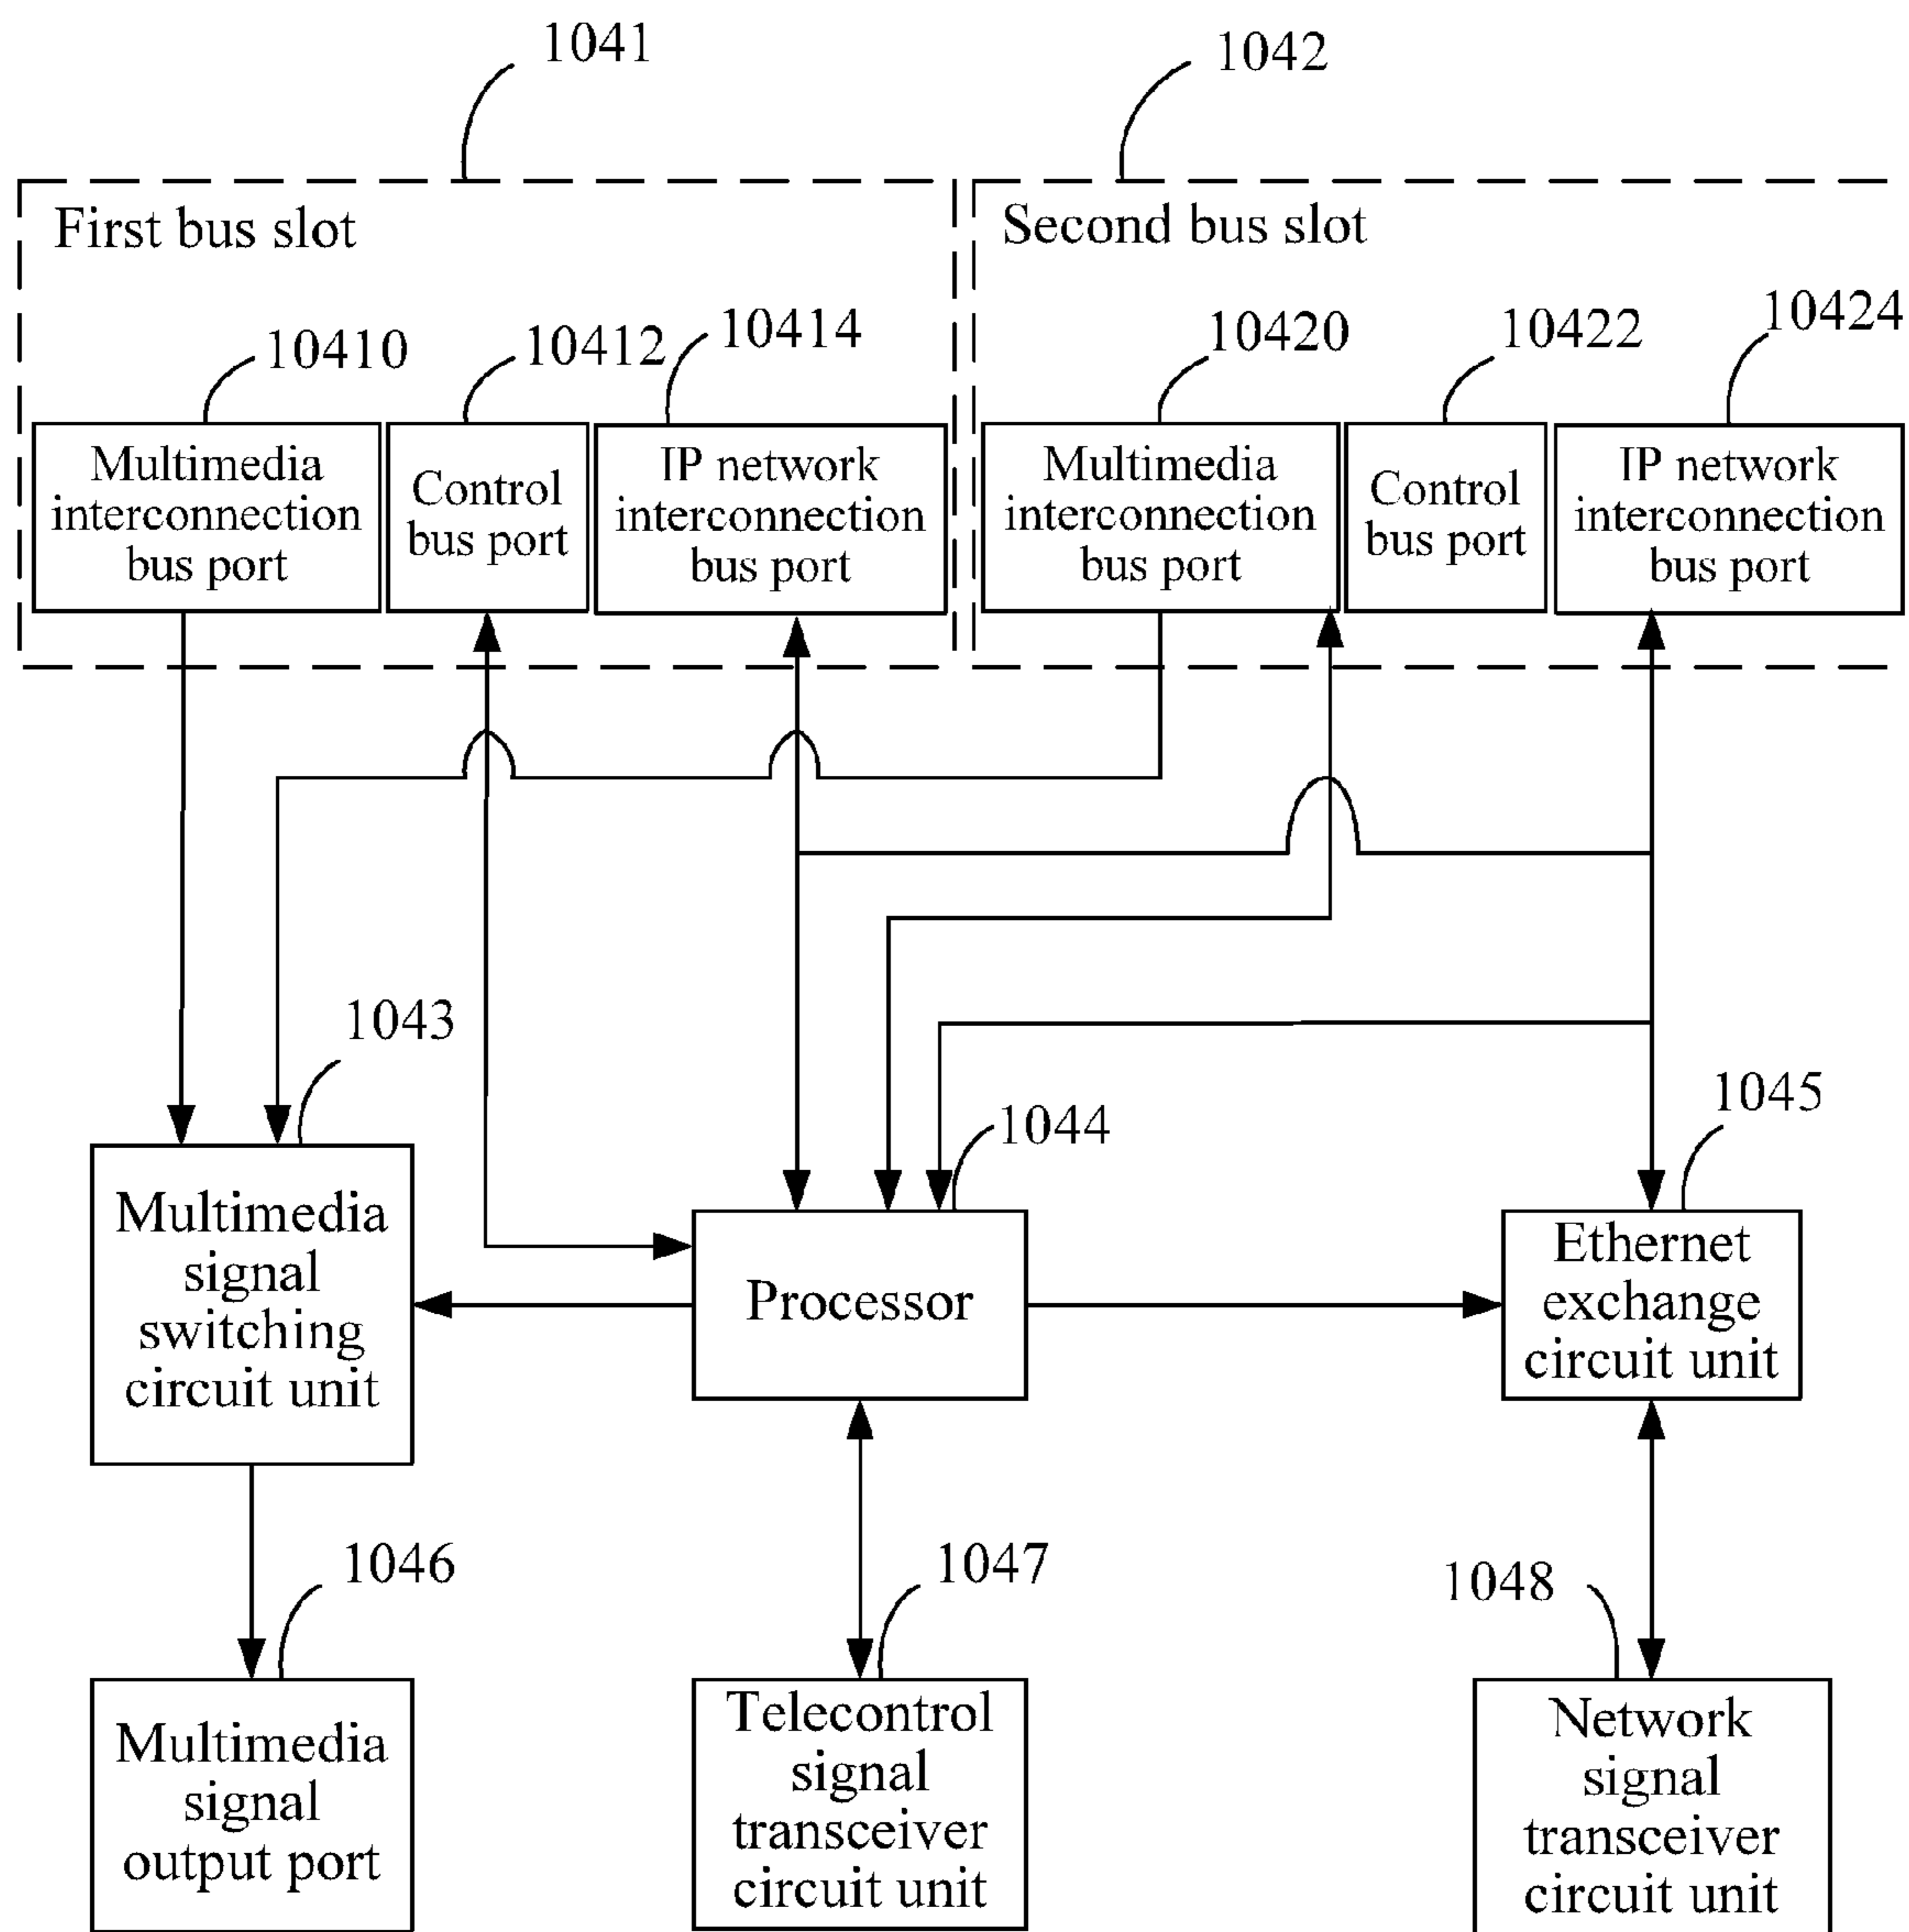 1041
1042
First bus slot
Second bus slot
10410
10412
10414
10420
10422
10424
Multimedia
interconnection
bus port
Control
bus port
IP network
interconnection
bus port
Multimedia
interconnection
bus port
Control
bus port
IP network
interconnection
bus port
1043
1044
1045
Multimedia
signal
switching
circuit unit
Processor
Ethernet
exchange
circuit unit
1046
1047
1048
Multimedia
signal
output port
Telecontrol
signal
transceiver
circuit unit
Network
signal
transceiver
circuit unit